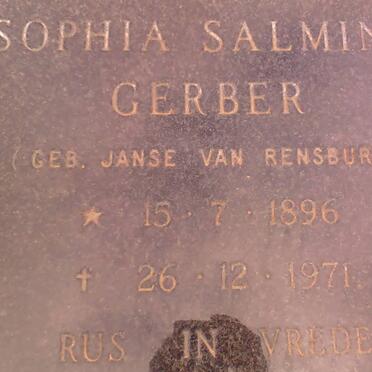 SOPHIA SALMIN
GERBER
(GEB. JANSE VAN RENSBUR
★ 15 · 7 · 1896
✝ 26 · 12 · 1971.
RUS IN VREDE